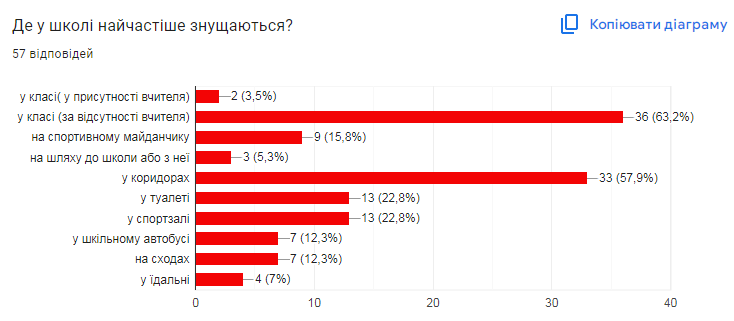 Де у школі найчастіше знущаються?
Копіювати діаграму
57 відповідей
у класі( у присутності вчителя) 2 (3,5%)
у класі (за відсутності вчителя) 36 (63,2%)
на спортивному майданчику 9 (15,8%)
на шляху до школи або з неї 3 (5,3%)
у коридорах 33 (57,9%)
у туалеті 13 (22,8%)
у спортзалі 13 (22,8%)
у шкільному автобусі 7 (12,3%)
на сходах 7 (12,3%)
у їдальні 4 (7%)
0 10 20 30 40